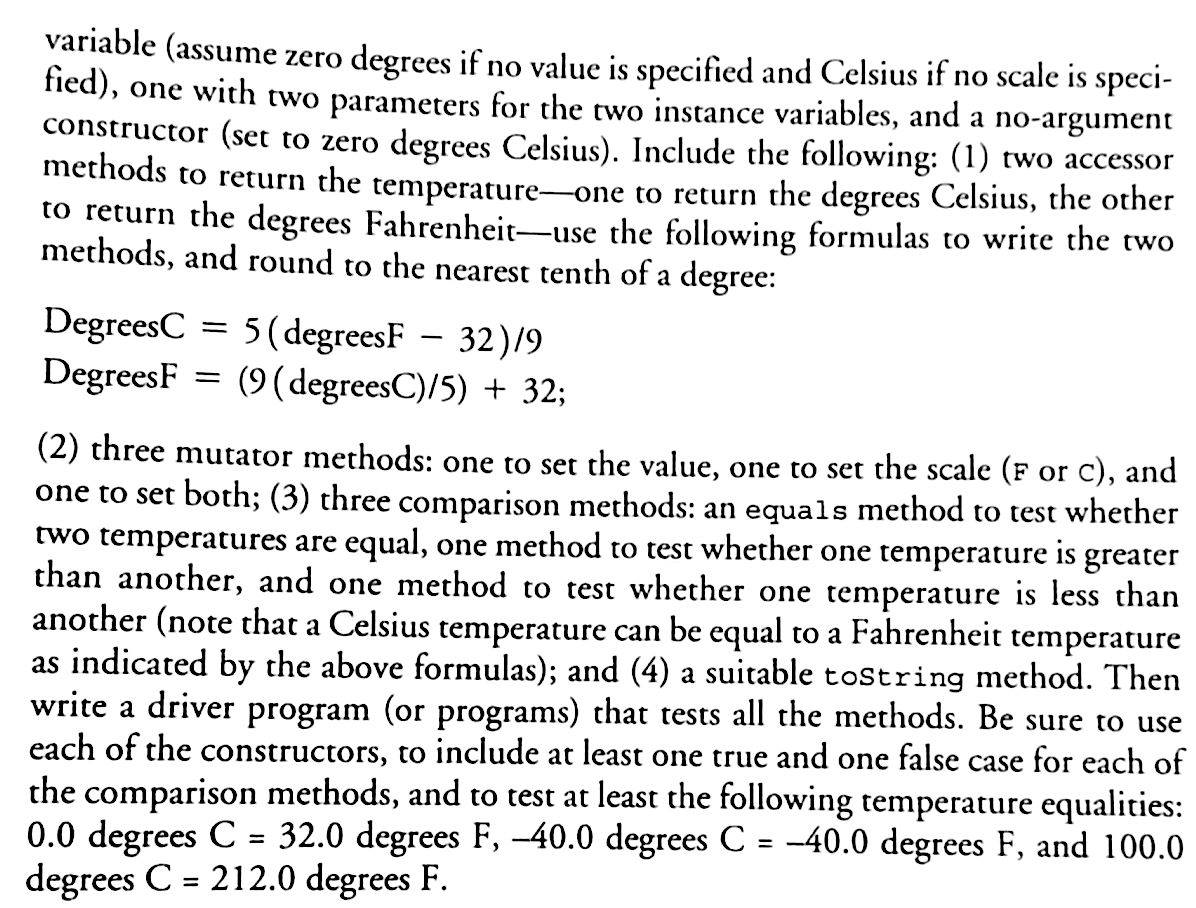 variable (assume zero degrees if no value is specified and Celsius if no scale is speci-
fied), one with two parameters for the two instance variables, and a no-argument
constructor (set to zero degrees Celsius). Include the following: (1) two accessor
methods to return the temperature—one to return the degrees Celsius, the other
to return the degrees Fahrenheit—use the following formulas to write the two
methods, and round to the nearest tenth of a degree:
DegreesC = 5(degreesF − 32)/9
DegreesF = (9(degreesC)/5) + 32;
(2) three mutator methods: one to set the value, one to set the scale (F or C), and
one to set both; (3) three comparison methods: an equals method to test whether
two temperatures are equal, one method to test whether one temperature is greater
than another, and one method to test whether one temperature is less than
another (note that a Celsius temperature can be equal to a Fahrenheit temperature
as indicated by the above formulas); and (4) a suitable toString method. Then
write a driver program (or programs) that tests all the methods. Be sure to use
each of the constructors, to include at least one true and one false case for each of
the comparison methods, and to test at least the following temperature equalities:
0.0 degrees C = 32.0 degrees F, –40.0 degrees C = –40.0 degrees F, and 100.0
degrees C = 212.0 degrees F.